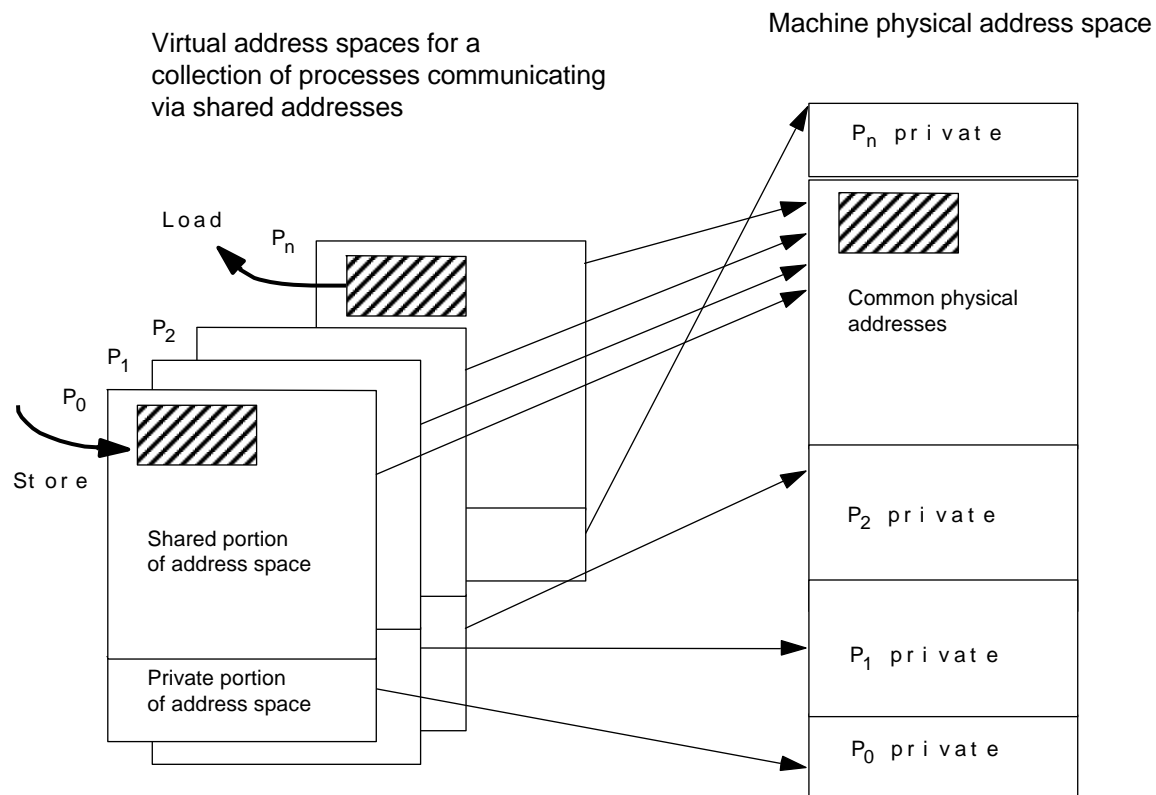 Machine physical address space
Virtual address spaces for a
collection of processes communicating
via shared addresses
Pn private
Load
Pn
Common physical
addresses
P2
P1
P0
Store
P2 private
Shared portion
of address space
P1 private
Private portion
of address space
P0 private